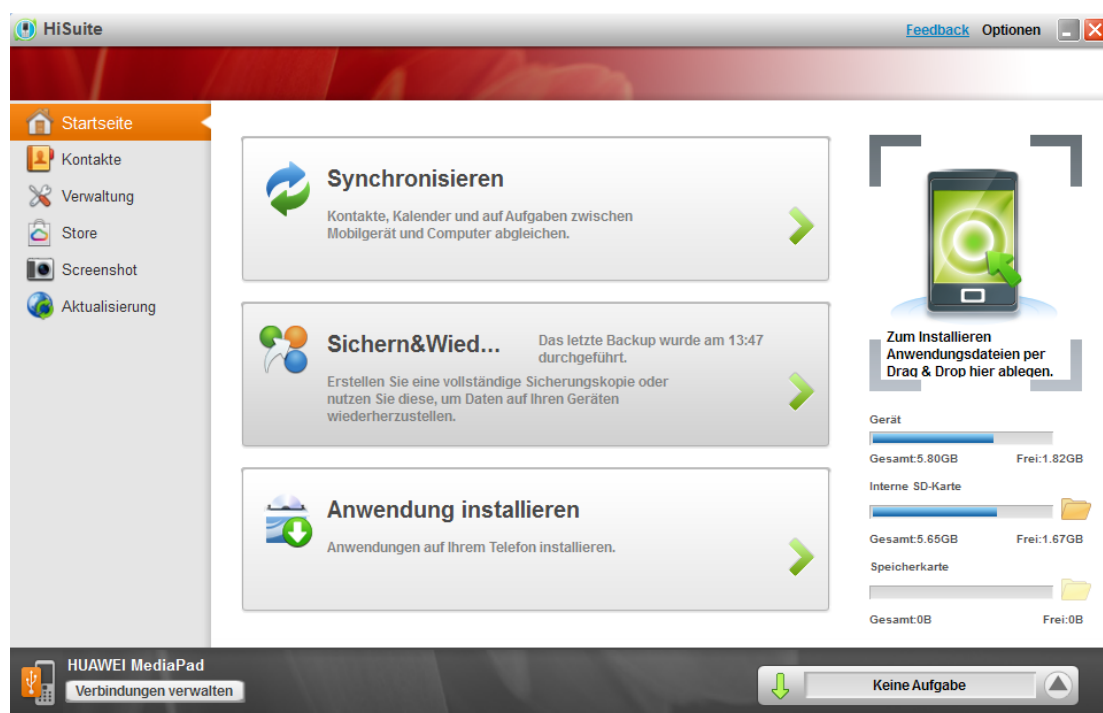 HiSuite
Feedback Optionen
Startseite
Kontakte
Verwaltung
Store
Screenshot
Aktualisierung
Synchronisieren
Kontakte, Kalender und auf Aufgaben zwischen
Mobilgerät und Computer abgleichen.
Sichern&Wied...
Das letzte Backup wurde am 13:47
durchgeführt.
Erstellen Sie eine vollständige Sicherungskopie oder
nutzen Sie diese, um Daten auf Ihren Geräten
wiederherzustellen.
Anwendung installieren
Anwendungen auf Ihrem Telefon installieren.
Zum Installieren
Anwendungsdateien per
Drag & Drop hier ablegen.
Gerät
Gesamt:5.80GB Frei:1.82GB
Interne SD-Karte
Gesamt:5.65GB Frei:1.67GB
Speicherkarte
Gesamt:0B Frei:0B
HUAWEI MediaPad
Verbindungen verwalten
Keine Aufgabe